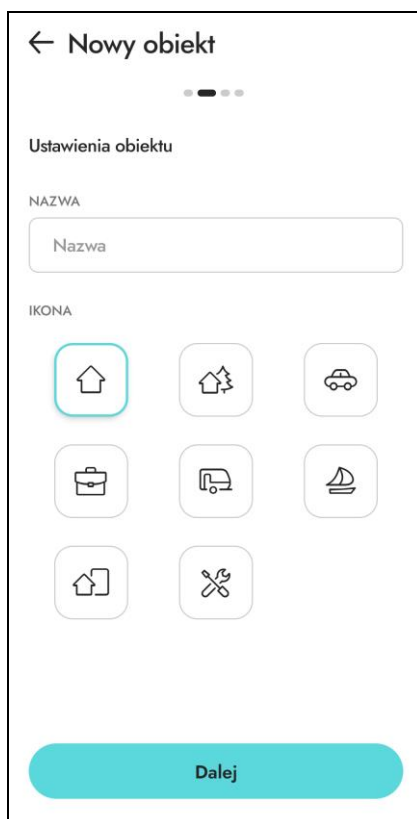 Nowy obiekt
Ustawienia obiektu
NAZWA
Nazwa
IKONA
Dalej